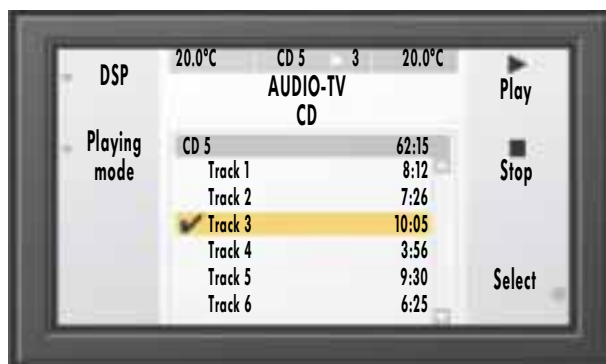 20.0°C CD 5 3 20.0°C
AUDIO-TV
CD
DSP
Playing
mode
CD 5 62:15
Track 1 8:12
Track 2 7:26
Track 3 10:05
Track 4 3:56
Track 5 9:30
Track 6 6:25
Play
Stop
Select